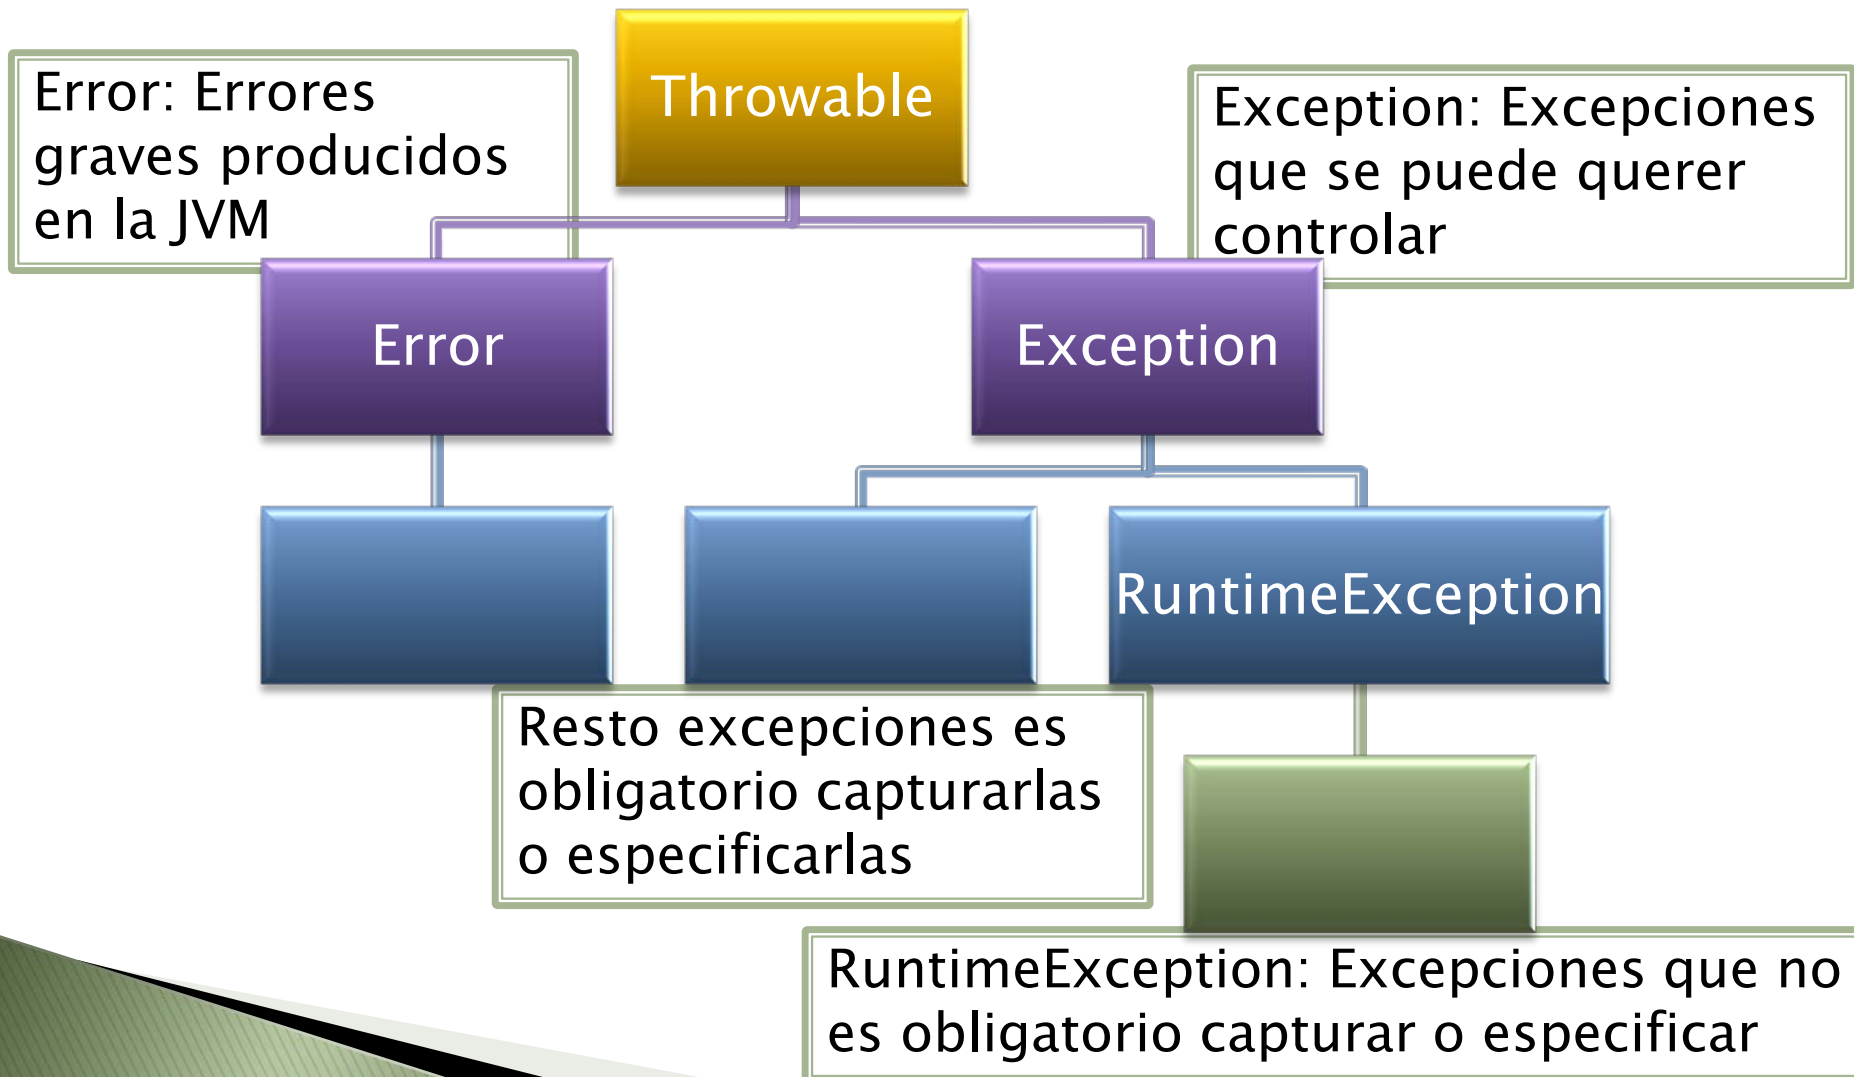 Throwable
Error: Errores
graves producidos
en la JVM
Exception: Excepciones
que se puede querer
controlar
Error
Exception
RuntimeException
Resto excepciones es
obligatorio capturarlas
o especificarlas
RuntimeException: Excepciones que no
es obligatorio capturar o especificar